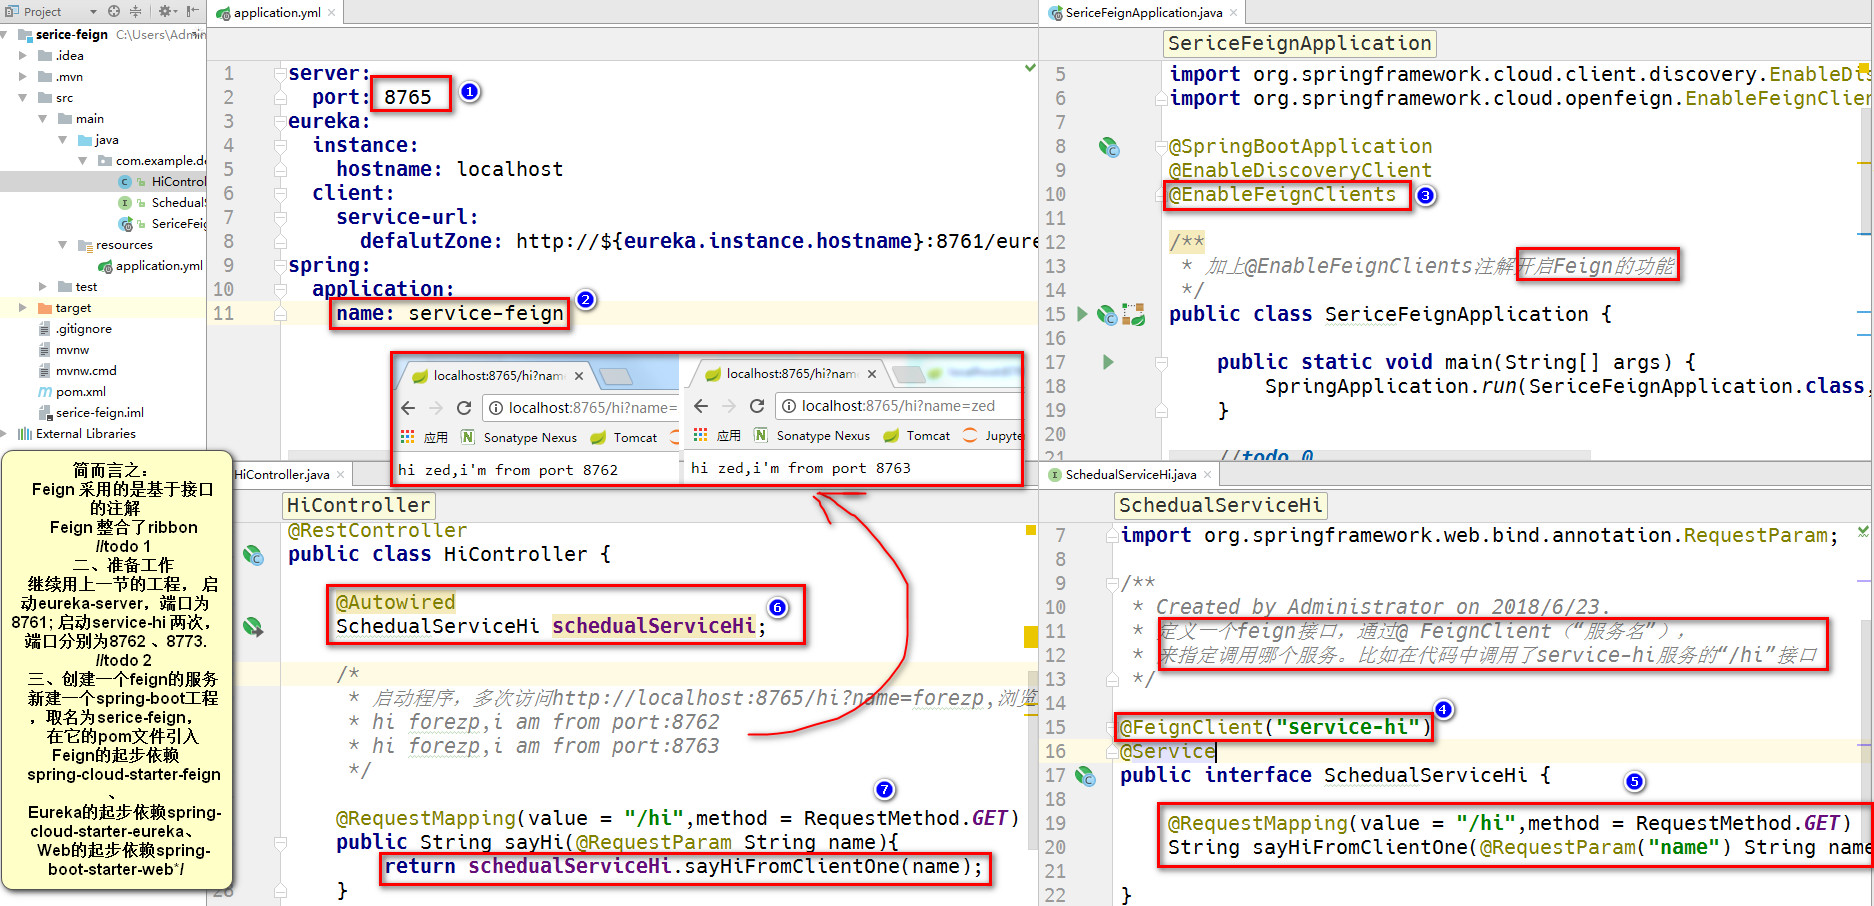 Project
serice-feign C:\Users\Admin
.idea
.mvn
src
main
java
com.example.de
HiControl
SchedualS
SericeFeig
resources
application.yml
test
target
.gitignore
mvnw
mvnw.cmd
pom.xml
serice-feign.iml
External Libraries
简而言之：
Feign 采用的是基于接口
的注解
Feign 整合了ribbon
//todo 1
二、准备工作
继续用上一节的工程， 启
动eureka-server，端口为
8761; 启动service-hi 两次，
端口分别为8762 、8773.
//todo 2
三、创建一个feign的服务
新建一个spring-boot工程
，取名为serice-feign，
在它的pom文件引入
Feign的起步依赖
spring-cloud-starter-feign
、
Eureka的起步依赖spring-
cloud-starter-eureka、
Web的起步依赖spring-
boot-starter-web*/
application.yml
1 server:
2 port: 8765 1
3 eureka:
4 instance:
5 hostname: localhost
6 client:
7 service-url:
8 defalutZone: http://${eureka.instance.hostname}:8761/eure
9 spring:
10 application:
11 name: service-feign 2
localhost:8765/hi?name
localhost:8765/hi?name=
应用 Sonatype Nexus Tomcat
hi zed,i'm from port 8762
localhost:8765/hi?name
localhost:8765/hi?name=zed
应用 Sonatype Nexus Tomcat Jupyte
hi zed,i'm from port 8763
SericeFeignApplication.java
SericeFeignApplication
5 import org.springframework.cloud.client.discovery.EnableDis
6 import org.springframework.cloud.openfeign.EnableFeignClien
7
8 @SpringBootApplication
9 @EnableDiscoveryClient
10 @EnableFeignClients 3
11
12 /**
13 * 加上@EnableFeignClients注解开启Feign的功能
14 */
15 public class SericeFeignApplication {
16
17 public static void main(String[] args) {
18 SpringApplication.run(SericeFeignApplication.class,
19 }
20
21 //todo 0
HiController.java
HiController
@RestController
public class HiController {
@Autowired 6
SchedualServiceHi schedualServiceHi;
/*
* 启动程序，多次访问http://localhost:8765/hi?name=forezp,浏览
* hi forezp,i am from port:8762
* hi forezp,i am from port:8763
*/
7
@RequestMapping(value = "/hi",method = RequestMethod.GET)
public String sayHi(@RequestParam String name){
return schedualServiceHi.sayHiFromClientOne(name);
}
SchedualServiceHi.java
SchedualServiceHi
7 import org.springframework.web.bind.annotation.RequestParam;
8
9 /**
10 * Created by Administrator on 2018/6/23.
11 * 定义一个feign接口，通过@ FeignClient（“服务名”），
12 * 来指定调用哪个服务。比如在代码中调用了service-hi服务的“/hi”接口
13 */
14
15 @FeignClient("service-hi") 4
16 @Service
17 public interface SchedualServiceHi {
18 5
19 @RequestMapping(value = "/hi",method = RequestMethod.GET)
20 String sayHiFromClientOne(@RequestParam("name") String name
21
22 }